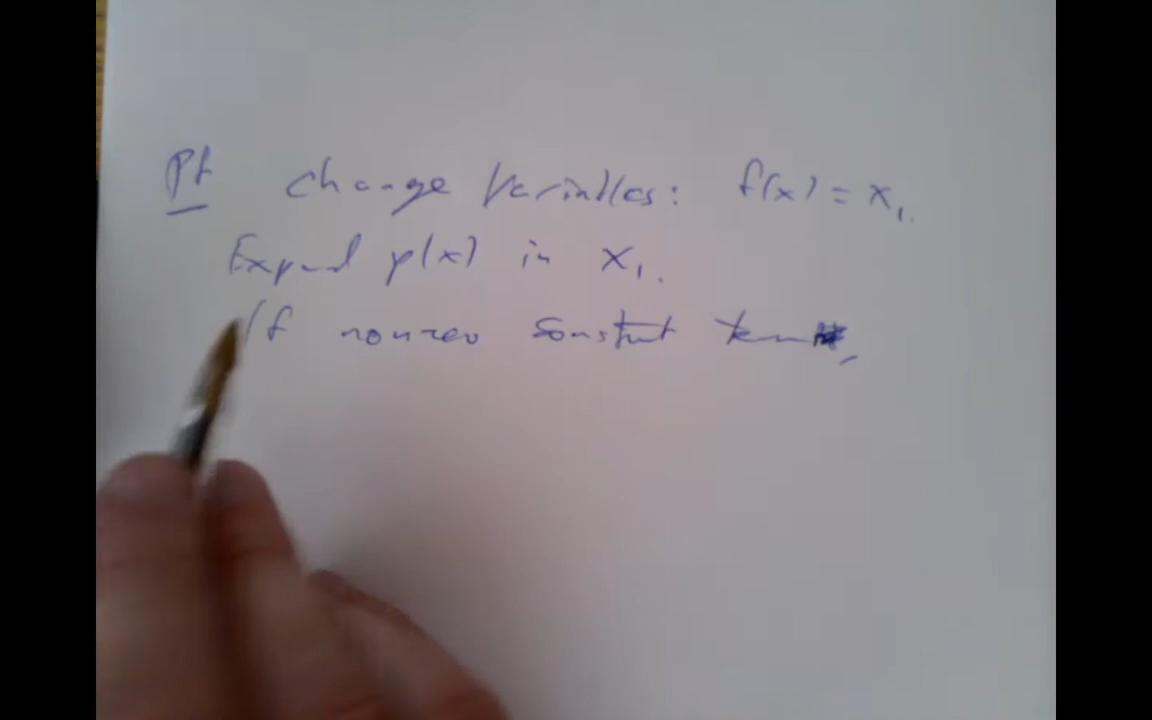 Pf change variables: f(x) = x₁.
Expand p(x) in x₁.
If nonzero constant term,